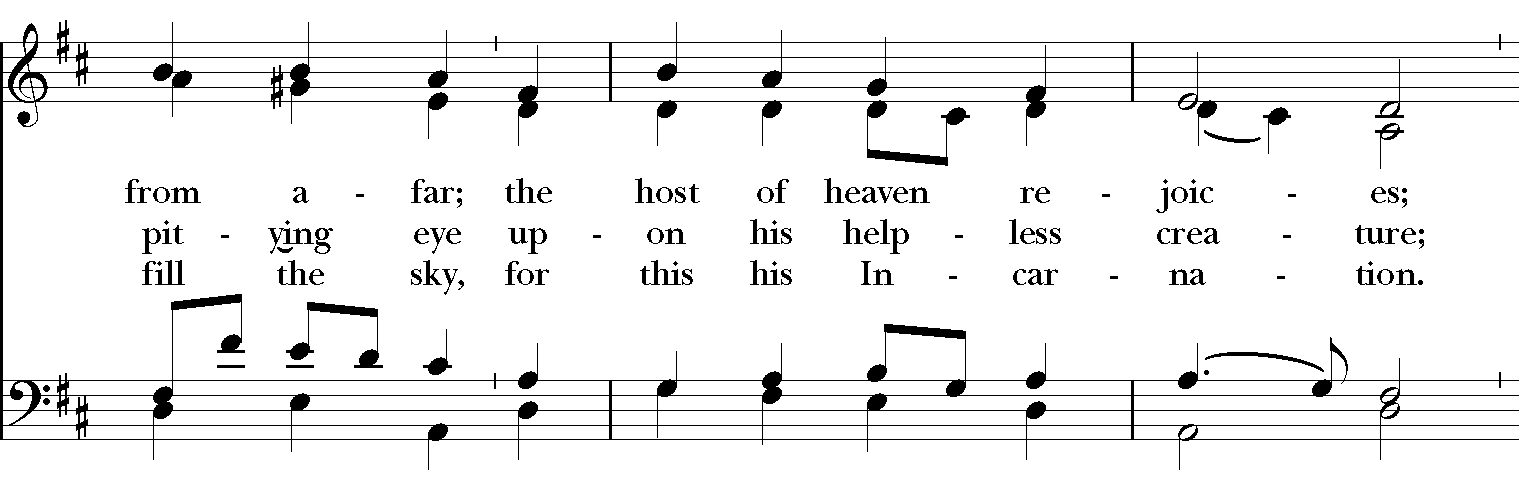 from a - far; the host of heaven re - joic - es;
pit - ying eye up - on his help - less crea - ture;
fill the sky, for this his In - car - na - tion.